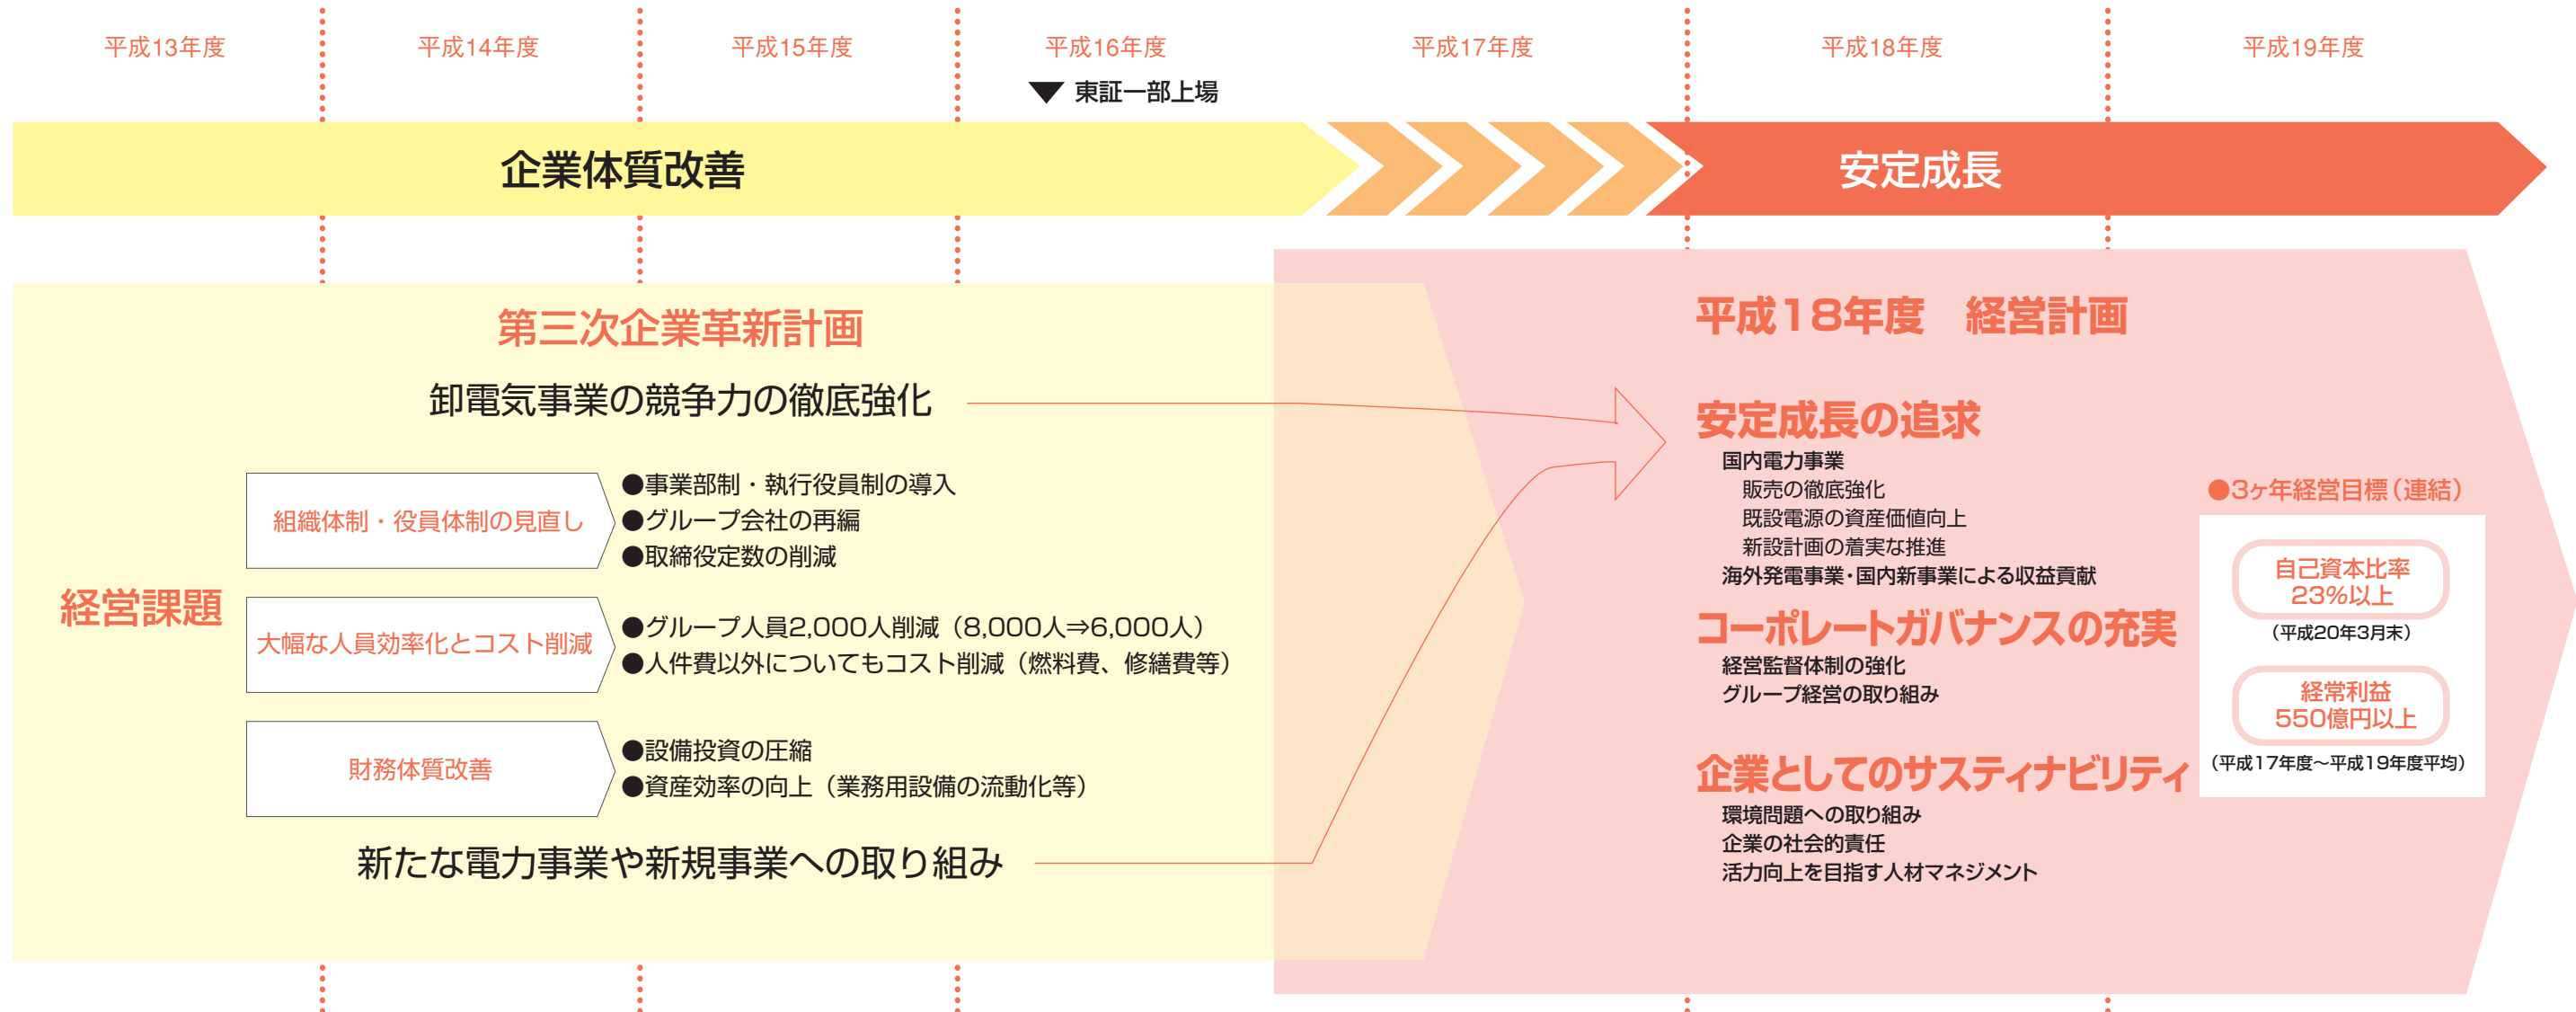 平成13年度
平成14年度
平成15年度
平成16年度
平成17年度
平成18年度
平成19年度
▼ 東証一部上場
企業体質改善
安定成長
第三次企業革新計画
卸電気事業の競争力の徹底強化
経営課題
組織体制・役員体制の見直し
●事業部制・執行役員制の導入
●グループ会社の再編
●取締役定数の削減
大幅な人員効率化とコスト削減
●グループ人員2,000人削減（8,000人⇒6,000人）
●人件費以外についてもコスト削減（燃料費、修繕費等）
財務体質改善
●設備投資の圧縮
●資産効率の向上（業務用設備の流動化等）
新たな電力事業や新規事業への取り組み
平成18年度　経営計画
安定成長の追求
国内電力事業
販売の徹底強化
既設電源の資産価値向上
新設計画の着実な推進
海外発電事業・国内新事業による収益貢献
コーポレートガバナンスの充実
経営監督体制の強化
グループ経営の取り組み
企業としてのサスティナビリティ
環境問題への取り組み
企業の社会的責任
活力向上を目指す人材マネジメント
●3ヶ年経営目標（連結）
自己資本比率
23%以上
（平成20年3月末）
経常利益
550億円以上
（平成17年度～平成19年度平均）